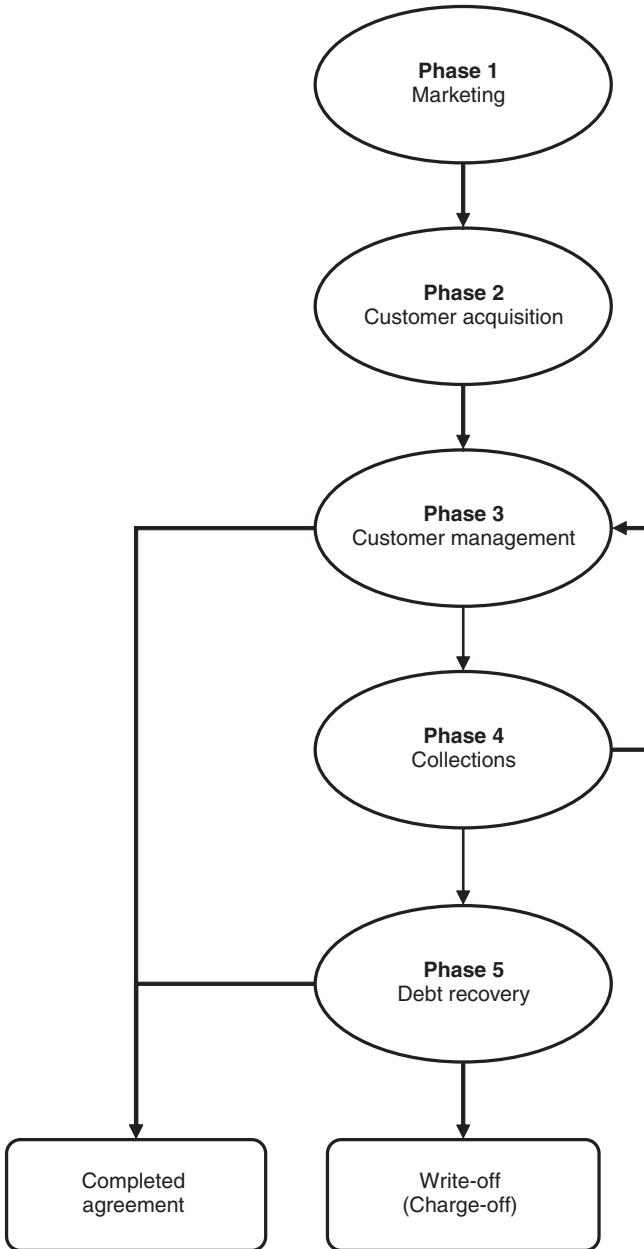 Phase 1
Marketing
Phase 2
Customer acquisition
Phase 3
Customer management
Phase 4
Collections
Phase 5
Debt recovery
Completed
agreement
Write-off
(Charge-off)